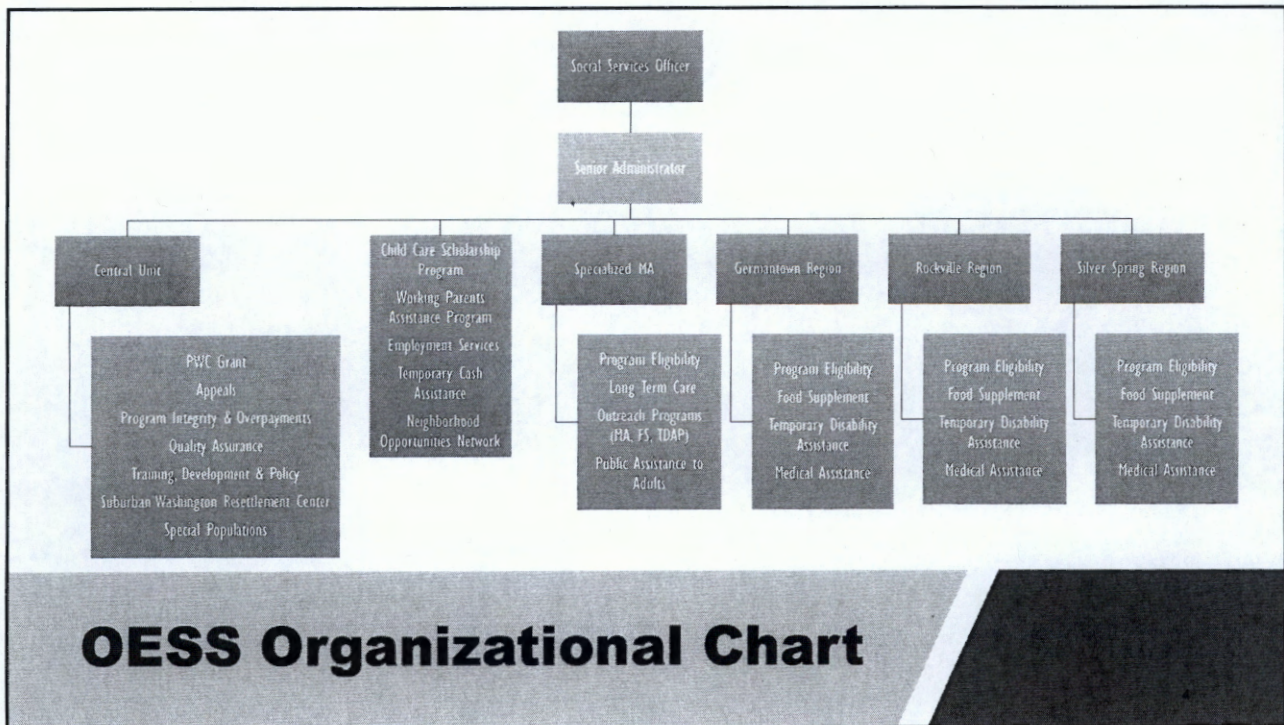 Social Services Officer
Senior Administrator
Central Unit
PWC Grant
Appeals
Program Integrity & Overpayments
Quality Assurance
Training, Development & Policy
Suburban Washington Resettlement Center
Special Populations
Child Care Scholarship
Program
Working Parents
Assistance Program
Employment Services
Temporary Cash
Assistance
Neighborhood
Opportunities Network
Specialized MA
Program Eligibility
Long Term Care
Outreach Programs
(MA, FS, TDAP)
Public Assistance to
Adults
Germantown Region
Program Eligibility
Food Supplement
Temporary Disability
Assistance
Medical Assistance
Rockville Region
Program Eligibility
Food Supplement
Temporary Disability
Assistance
Medical Assistance
Silver Spring Region
Program Eligibility
Food Supplement
Temporary Disability
Assistance
Medical Assistance
OESS Organizational Chart